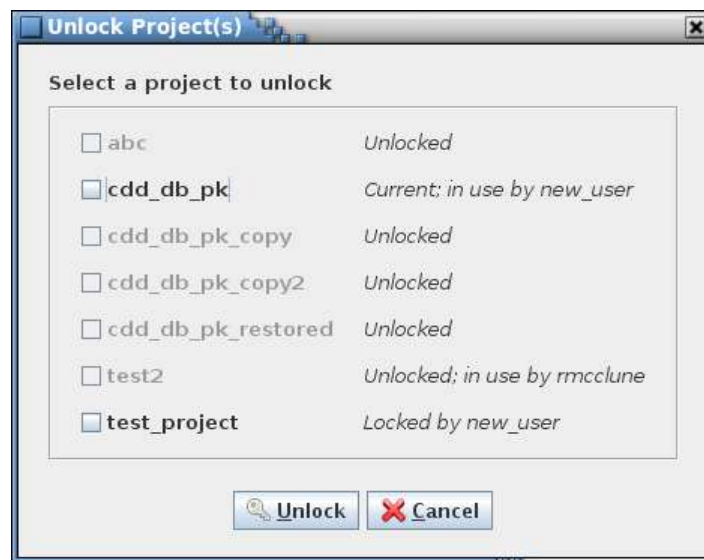 Unlock Project(s)
Select a project to unlock
abc Unlocked
cdd_db_pk Current; in use by new_user
cdd_db_pk_copy Unlocked
cdd_db_pk_copy2 Unlocked
cdd_db_pk_restored Unlocked
test2 Unlocked; in use by rmcclune
test_project Locked by new_user
Unlock Cancel